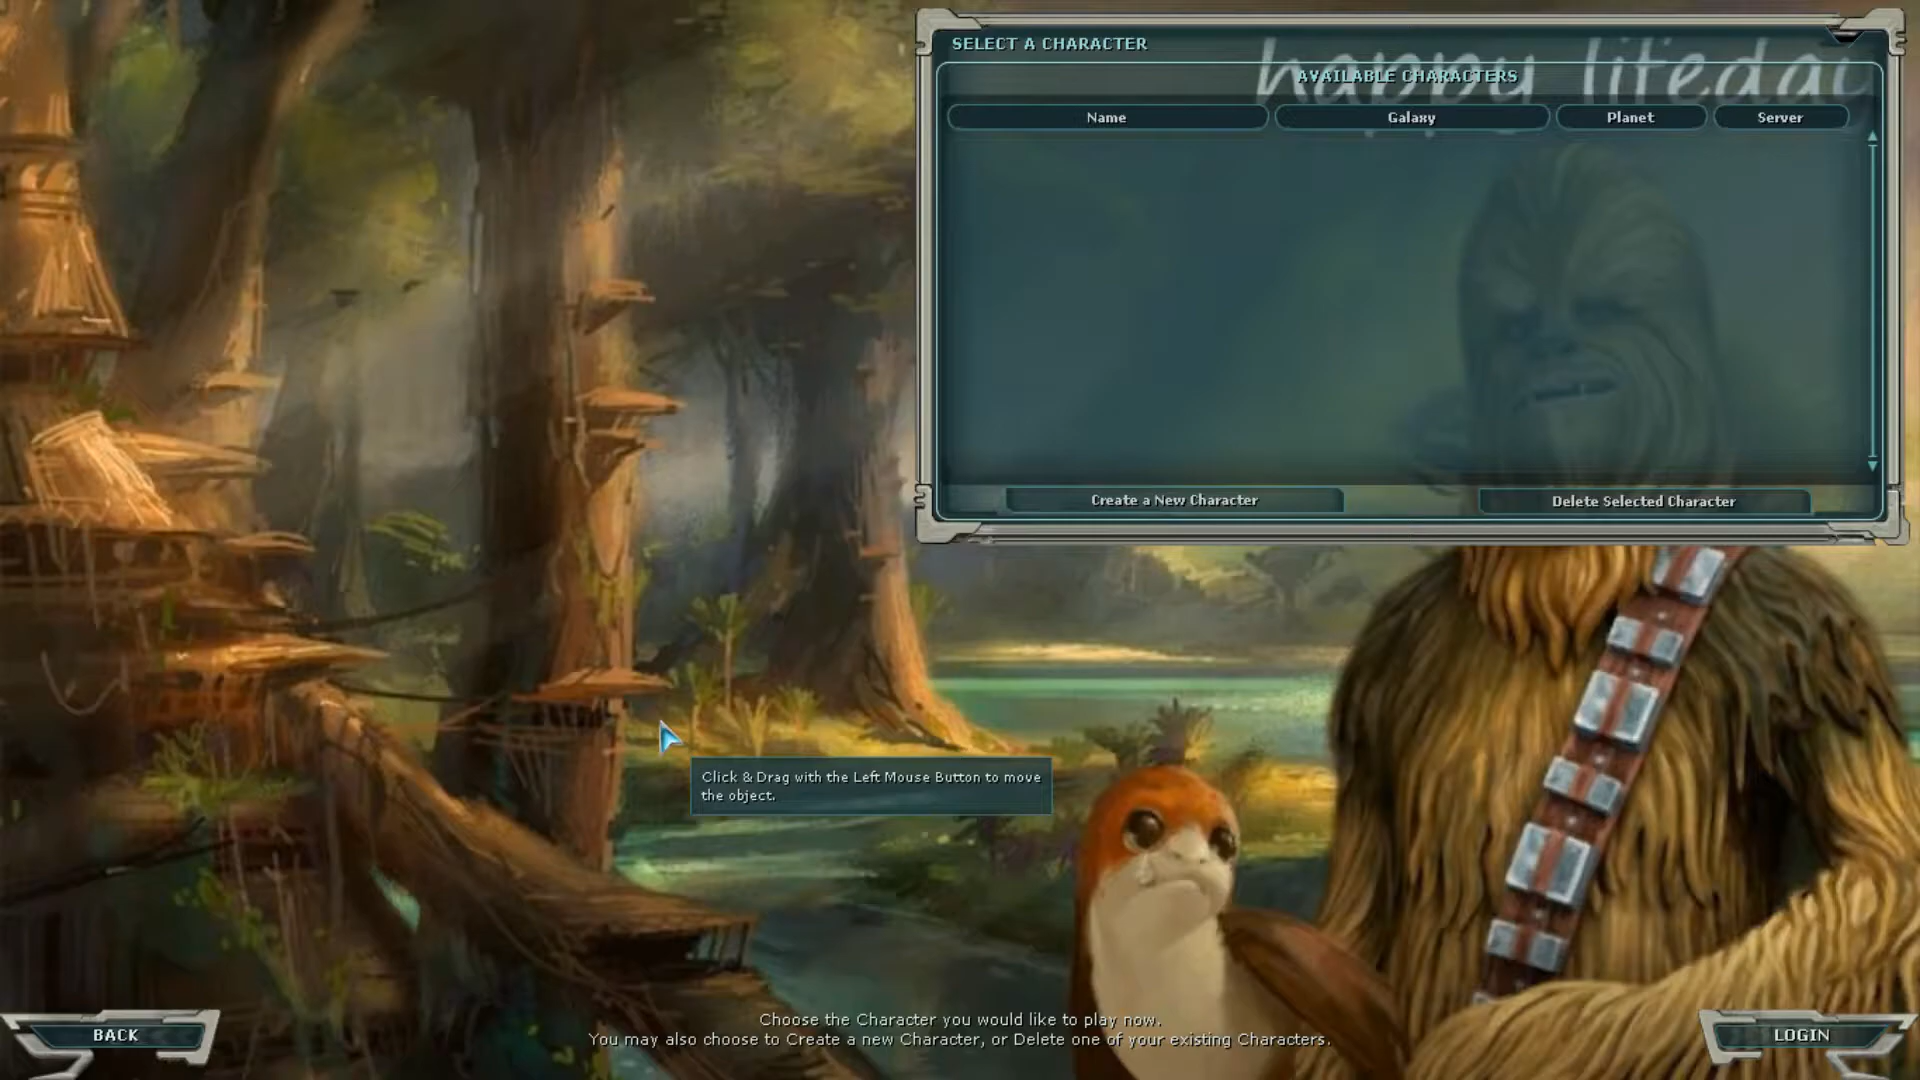 SELECT A CHARACTER
happy lifeday
AVAILABLE CHARACTERS
Name Galaxy Planet Server
Create a New Character Delete Selected Character
Click & Drag with the Left Mouse Button to move
the object.
Choose the Character you would like to play now.
You may also choose to Create a new Character, or Delete one of your existing Characters.
BACK
LOGIN